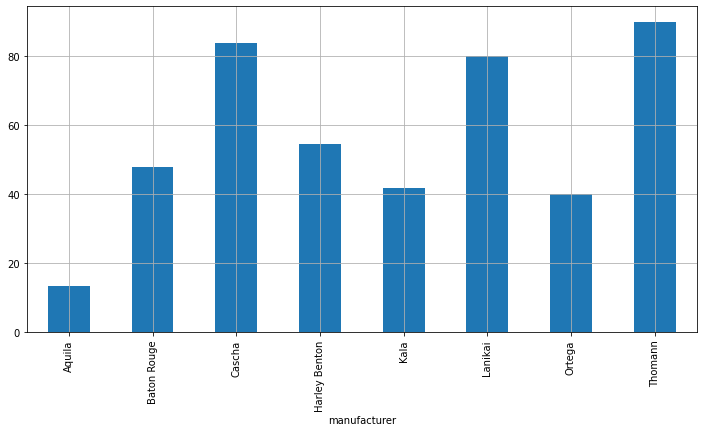 80
60
40
20
0
Aquila
Baton Rouge
Cascha
Harley Benton
Kala
Lanikai
Ortega
Thomann
manufacturer